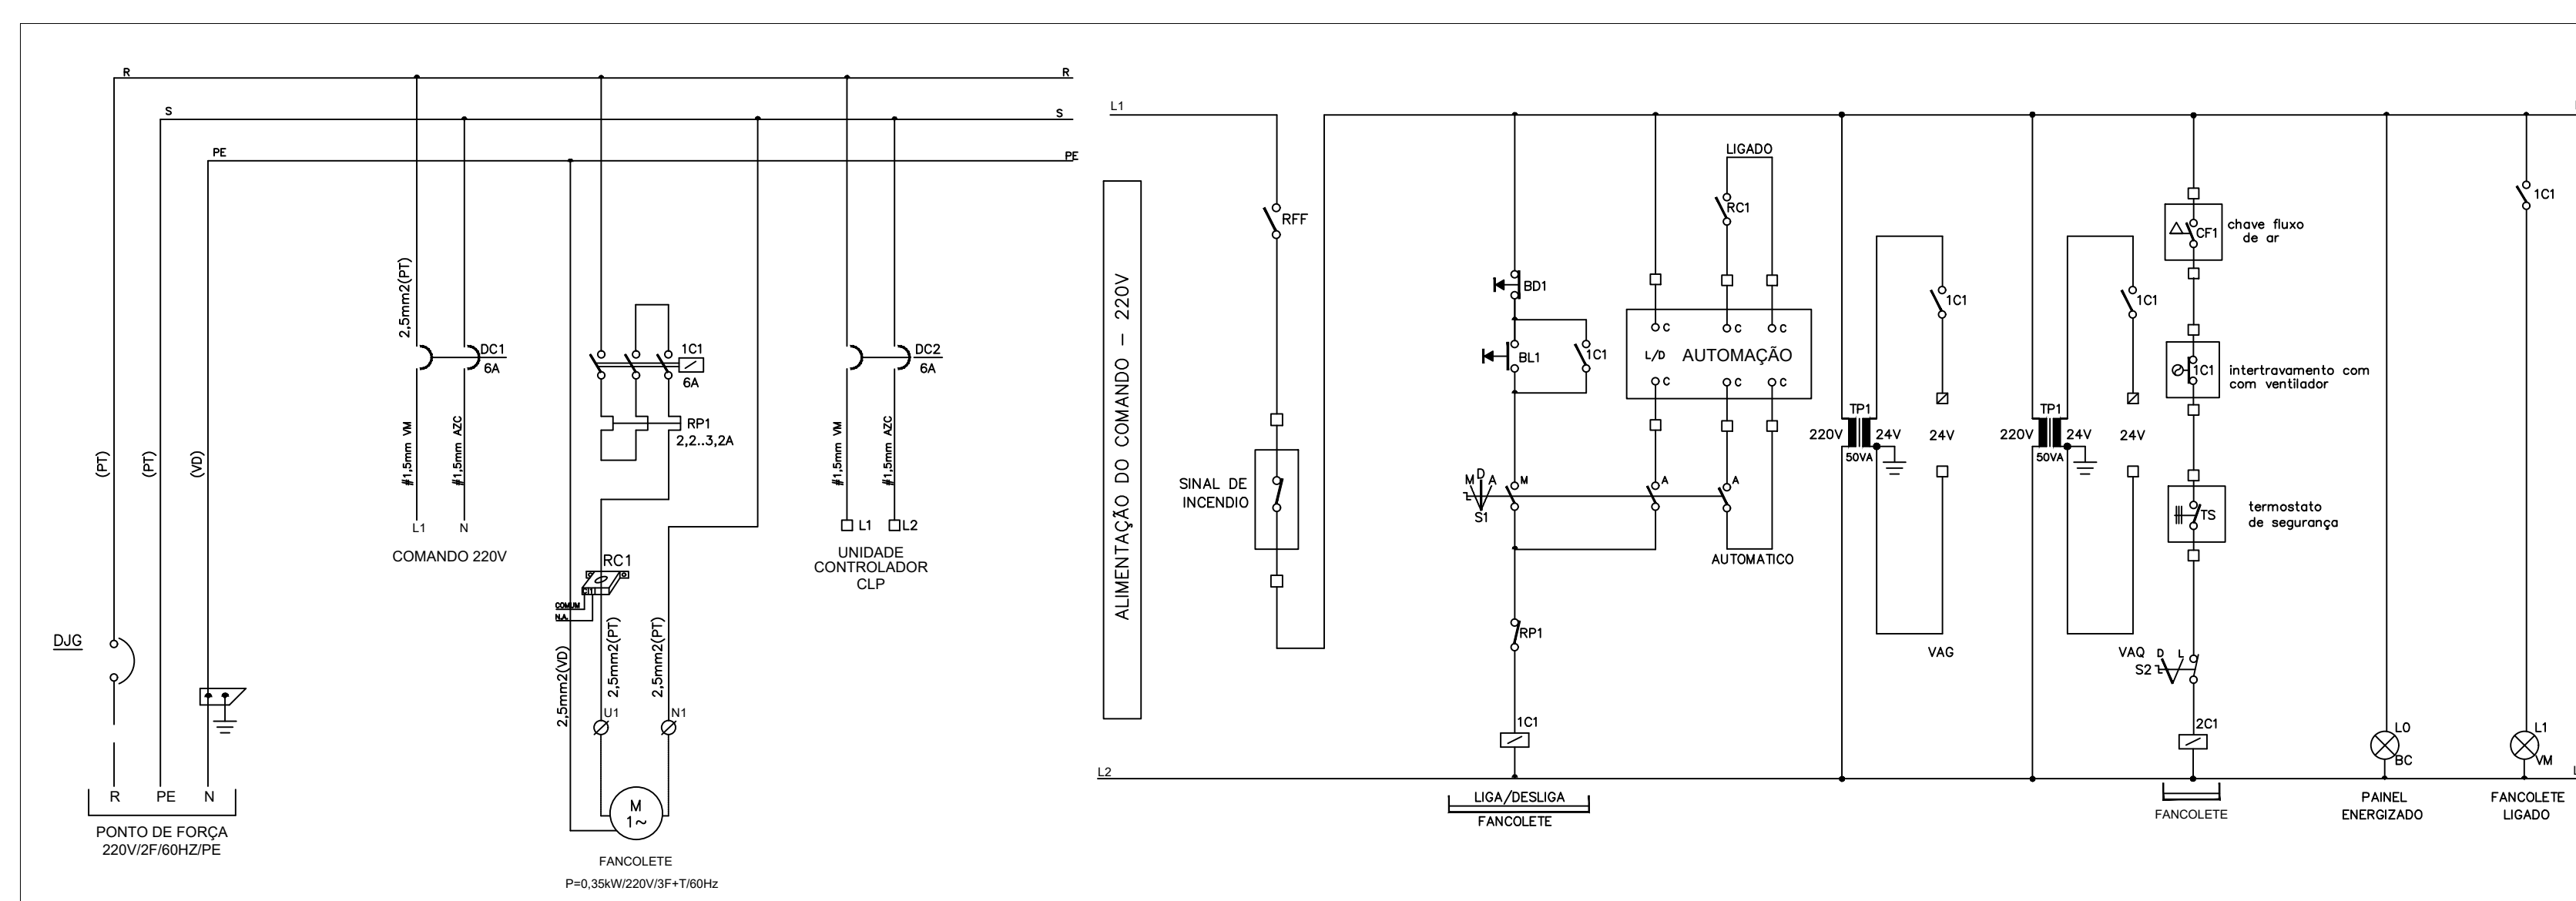 R
R
S
S
PE
PE
2,5mm2(PT)
DC1
6A
#1,5mm VM
#1,5mm AZC
L1
N
COMANDO 220V
1C1
6A
RP1
2,2..3,2A
DC2
6A
#1,5mm VM
#1,5mm AZC
L1
L2
UNIDADE
CONTROLADOR
CLP
(PT)
(PT)
(VD)
DJG
R
PE
N
PONTO DE FORÇA
220V/2F/60HZ/PE
RC1
COMUM
N.A.
2,5mm2(VD)
2,5mm2(PT)
2,5mm2(PT)
U1
N1
M
1~
FANCOLETE
P=0,35kW/220V/3F+T/60Hz
L1
ALIMENTAÇÃO DO COMANDO – 220V
L2
RFF
SINAL DE
INCENDIO
BD1
BL1
1C1
M D A
S1
M
RP1
1C1
LIGA/DESLIGA
FANCOLETE
LIGADO
RC1
C
C
C
L/D
AUTOMAÇÃO
C
C
C
A
A
AUTOMATICO
TP1
220V
24V
50VA
1C1
24V
VAG
TP1
220V
24V
50VA
1C1
24V
VAQ
CF1
chave fluxo
de ar
1C1
intertravamento com
com ventilador
TS
termostato
de segurança
D L
S2
2C1
FANCOLETE
L0
BC
PAINEL
ENERGIZADO
1C1
L1
VM
FANCOLETE
LIGADO